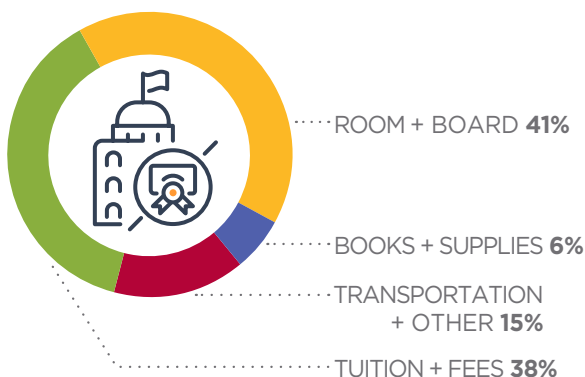 ROOM + BOARD 41%
BOOKS + SUPPLIES 6%
TRANSPORTATION
+ OTHER 15%
TUITION + FEES 38%